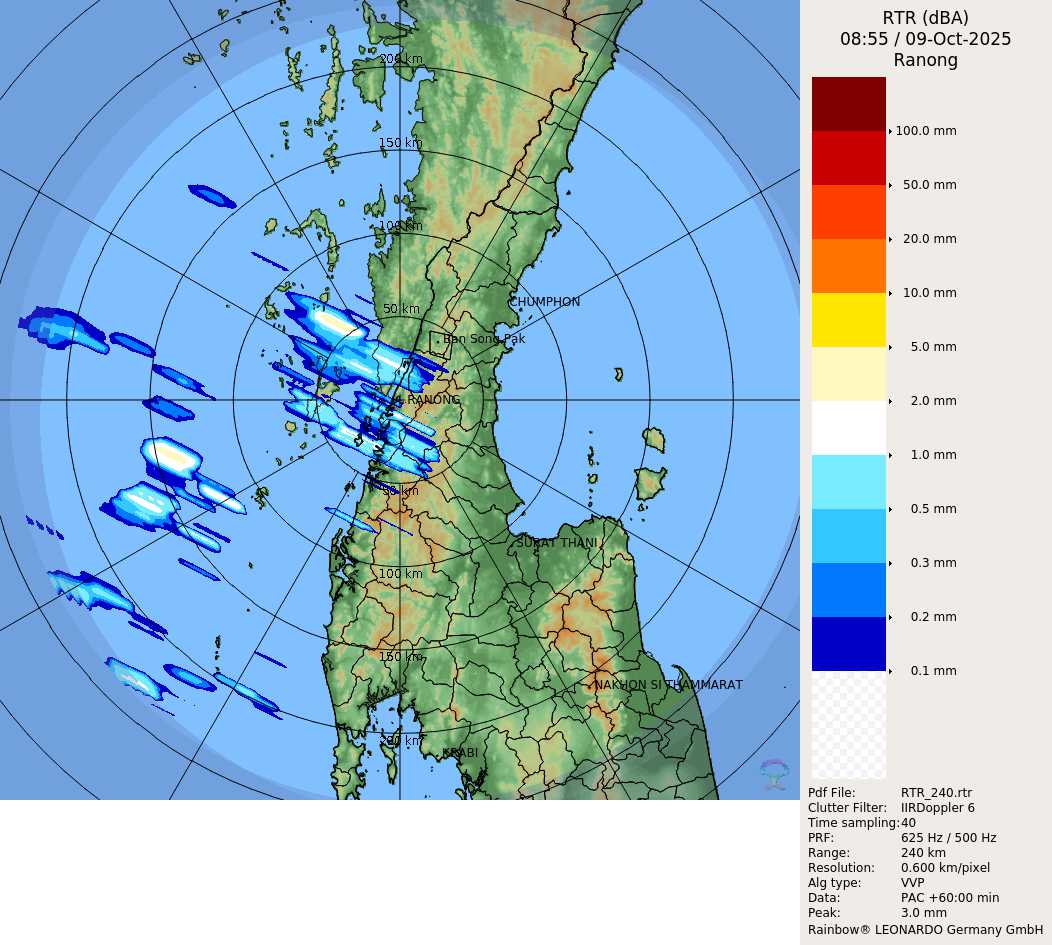 RTR (dBA)
08:55 / 09-Oct-2025
Ranong
200 km
150 km
100 km
50 km
CHUMPHON
Ban Song Pak
RANONG
50 km
SURAT THANI
100 km
150 km
NAKHON SI THAMMARAT
200 km
KRABI
100.0 mm
50.0 mm
20.0 mm
10.0 mm
5.0 mm
2.0 mm
1.0 mm
0.5 mm
0.3 mm
0.2 mm
0.1 mm
Pdf File: RTR_240.rtr
Clutter Filter: IIRDoppler 6
Time sampling:40
PRF: 625 Hz / 500 Hz
Range: 240 km
Resolution: 0.600 km/pixel
Alg type: VVP
Data: PAC +60:00 min
Peak: 3.0 mm
Rainbow® LEONARDO Germany GmbH